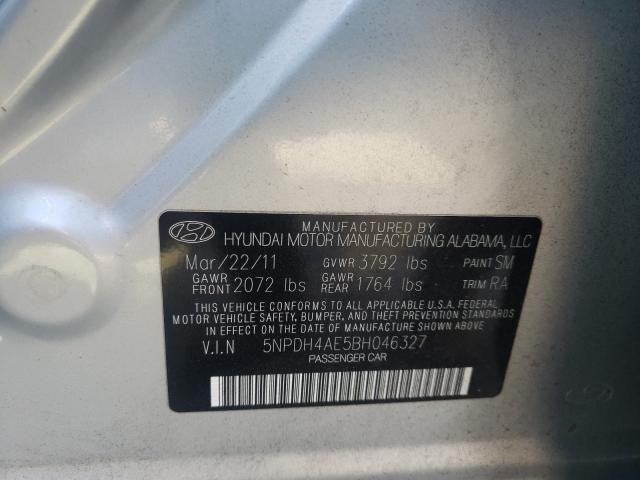 MANUFACTURED BY
HYUNDAI MOTOR MANUFACTURING ALABAMA, LLC
Mar/22/11 GVWR 3792 lbs PAINT SM
GAWR FRONT 2072 lbs GAWR REAR 1764 lbs TRIM RA
THIS VEHICLE CONFORMS TO ALL APPLICABLE U.S.A. FEDERAL
MOTOR VEHICLE SAFETY, BUMPER, AND THEFT PREVENTION STANDARDS
IN EFFECT ON THE DATE OF MANUFACTURE SHOWN ABOVE.
V.I.N 5NPDH4AE5BH046327
PASSENGER CAR